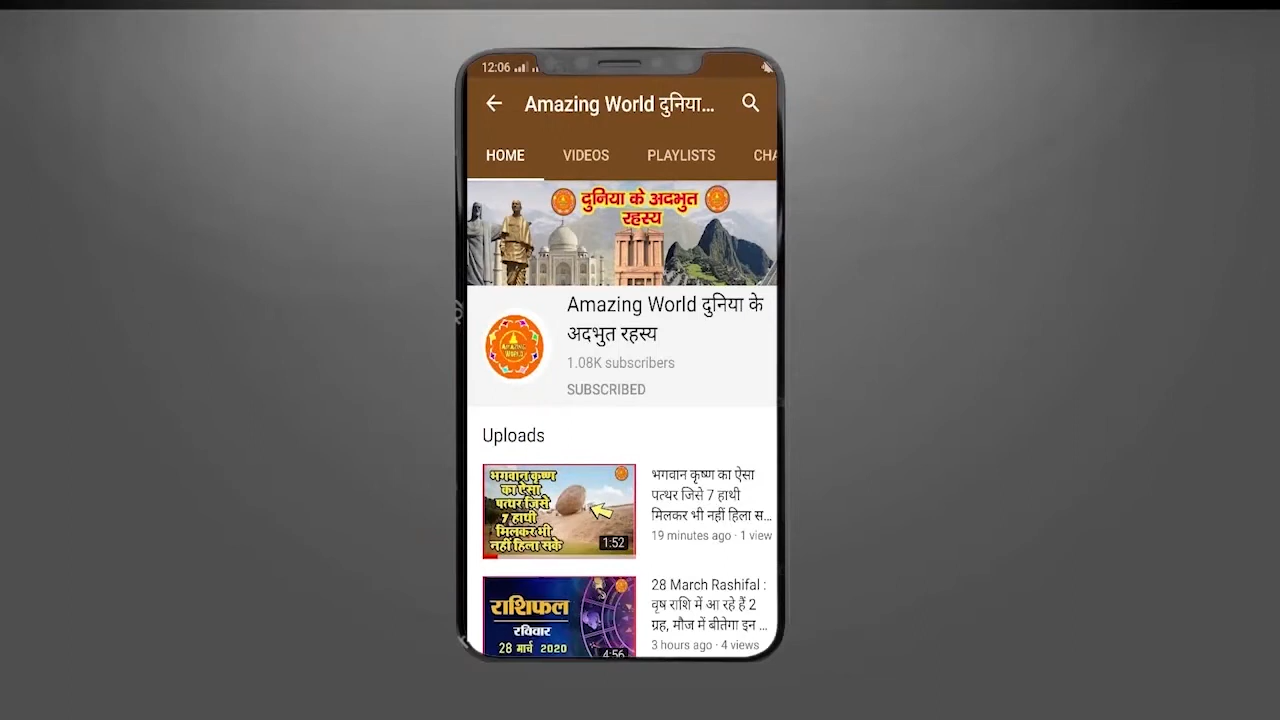 12:06
Amazing World दुनिया...
HOME VIDEOS PLAYLISTS CHA
दुनिया के अदभुत
रहस्य
Amazing World दुनिया के
अदभुत रहस्य
AMAZING
WORLD
1.08K subscribers
SUBSCRIBED
Uploads
भगवान कृष्ण
का ऐसा
पत्थर जिसे
7 हाथी
मिलकर भी
नहीं हिला सके
1:52
भगवान कृष्ण का ऐसा
पत्थर जिसे 7 हाथी
मिलकर भी नहीं हिला स...
19 minutes ago · 1 view
राशिफल
रविवार
28 मार्च 2020
4:56
28 March Rashifal :
वृष राशि में आ रहे हैं 2
ग्रह, मौज में बीतेगा इन ...
3 hours ago · 4 views